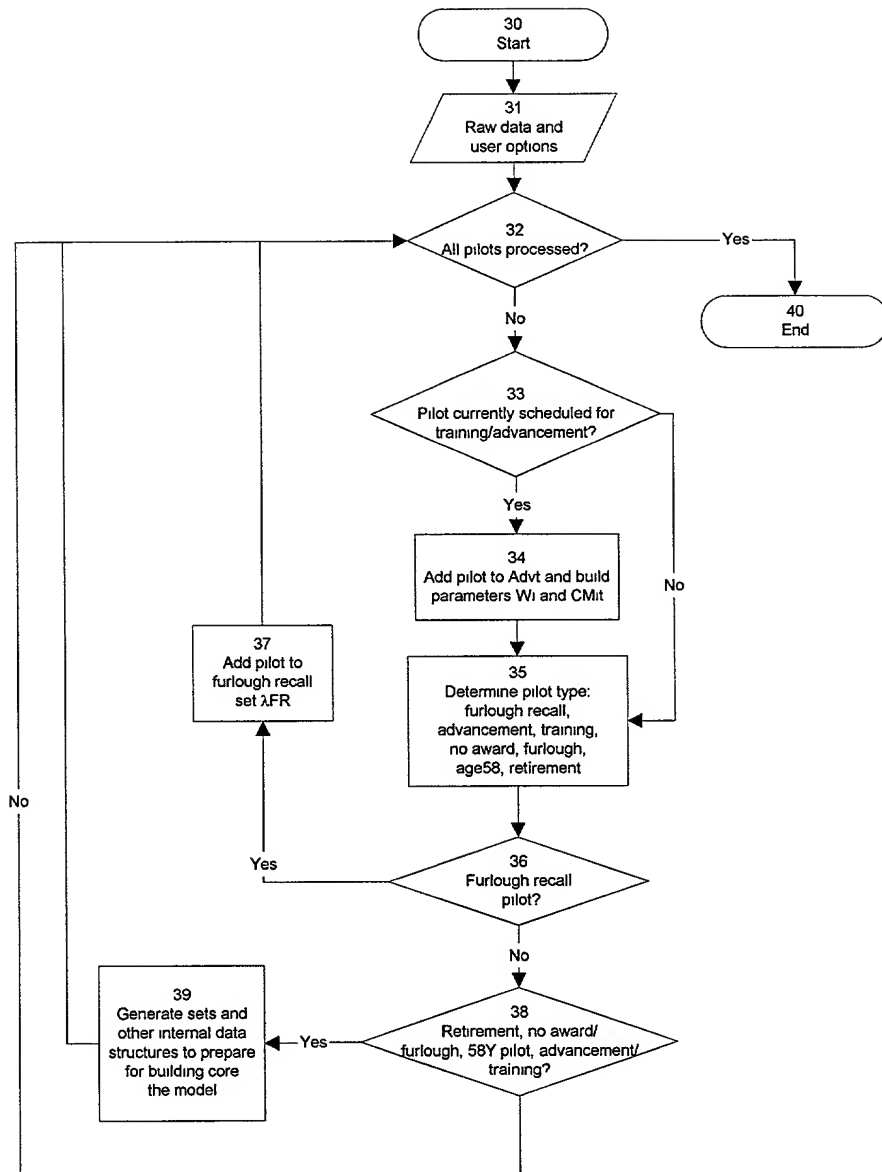 30
Start
31
Raw data and
user options
32
All pilots processed?
Yes
40
End
No
33
Pilot currently scheduled for
training/advancement?
Yes
No
34
Add pilot to Advt and build
parameters Wi and CMit
37
Add pilot to
furlough recall
set λFR
35
Determine pilot type:
furlough recall,
advancement, training,
no award, furlough,
age58, retirement
No
Yes
36
Furlough recall
pilot?
No
39
Generate sets and
other internal data
structures to prepare
for building core
the model
Yes
38
Retirement, no award/
furlough, 58Y pilot, advancement/
training?